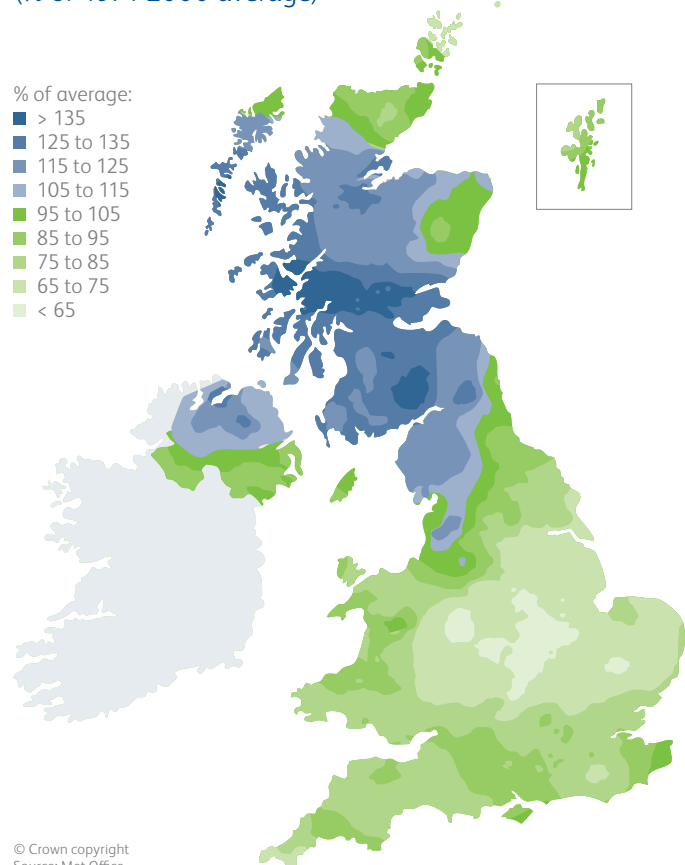 % of average:
> 135
125 to 135
115 to 125
105 to 115
95 to 105
85 to 95
75 to 85
65 to 75
< 65
© Crown copyright